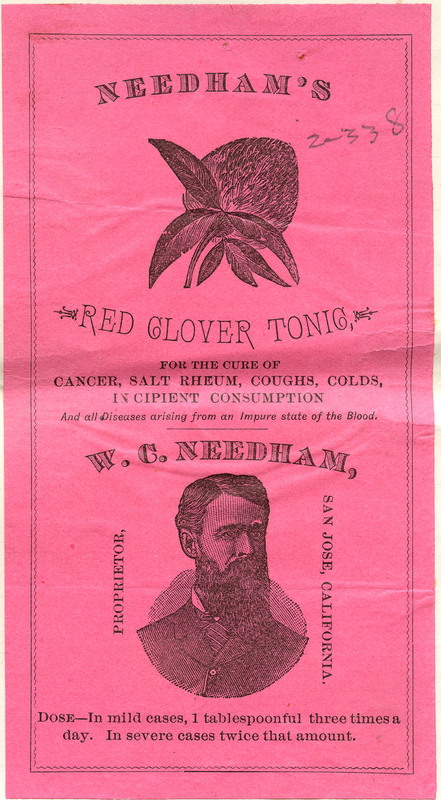 NEEDHAM'S
20338
RED CLOVER TONIC,
FOR THE CURE OF
CANCER, SALT RHEUM, COUGHS, COLDS,
INCIPIENT CONSUMPTION
And all Diseases arising from an Impure state of the Blood.
W. C. NEEDHAM,
PROPRIETOR,
SAN JOSE, CALIFORNIA.
DOSE—In mild cases, 1 tablespoonful three times a
day. In severe cases twice that amount.